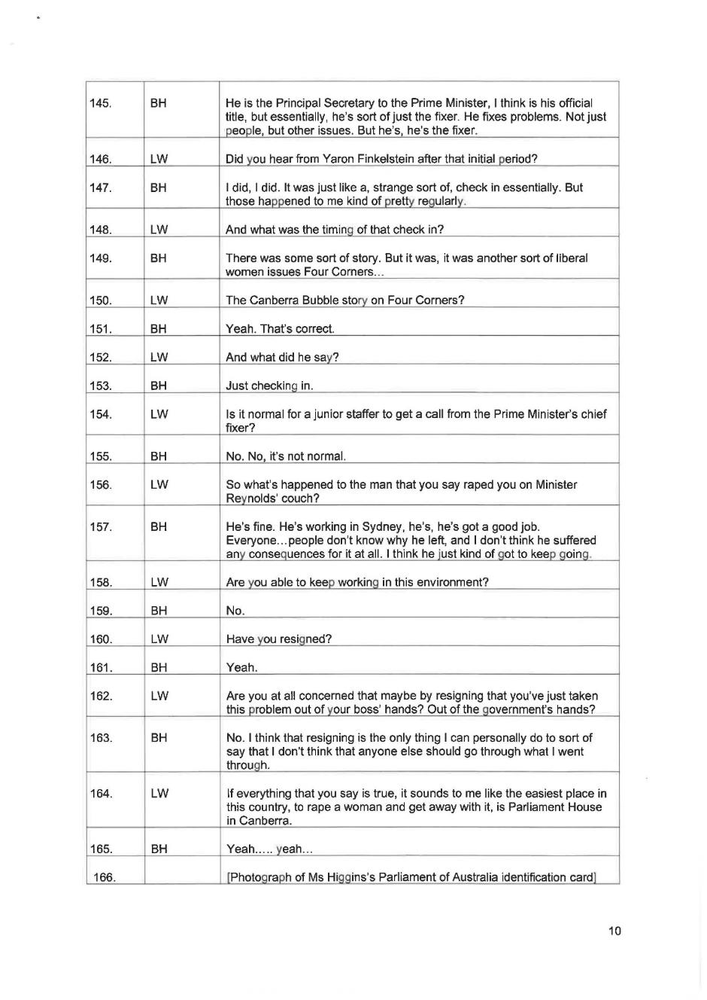 145. BH He is the Principal Secretary to the Prime Minister, I think is his official
title, but essentially, he's sort of just the fixer. He fixes problems. Not just
people, but other issues. But he's, he's the fixer.
146. LW Did you hear from Yaron Finkelstein after that initial period?
147. BH I did, I did. It was just like a, strange sort of, check in essentially. But
those happened to me kind of pretty regularly.
148. LW And what was the timing of that check in?
149. BH There was some sort of story. But it was, it was another sort of liberal
women issues Four Corners...
150. LW The Canberra Bubble story on Four Corners?
151. BH Yeah. That's correct.
152. LW And what did he say?
153. BH Just checking in.
154. LW Is it normal for a junior staffer to get a call from the Prime Minister's chief
fixer?
155. BH No. No, it's not normal.
156. LW So what's happened to the man that you say raped you on Minister
Reynolds' couch?
157. BH He's fine. He's working in Sydney, he's, he's got a good job.
Everyone...people don't know why he left, and I don't think he suffered
any consequences for it at all. I think he just kind of got to keep going.
158. LW Are you able to keep working in this environment?
159. BH No.
160. LW Have you resigned?
161. BH Yeah.
162. LW Are you at all concerned that maybe by resigning that you've just taken
this problem out of your boss' hands? Out of the government's hands?
163. BH No. I think that resigning is the only thing I can personally do to sort of
say that I don't think that anyone else should go through what I went
through.
164. LW If everything that you say is true, it sounds to me like the easiest place in
this country, to rape a woman and get away with it, is Parliament House
in Canberra.
165. BH Yeah..... yeah...
166. [Photograph of Ms Higgins's Parliament of Australia identification card]
10